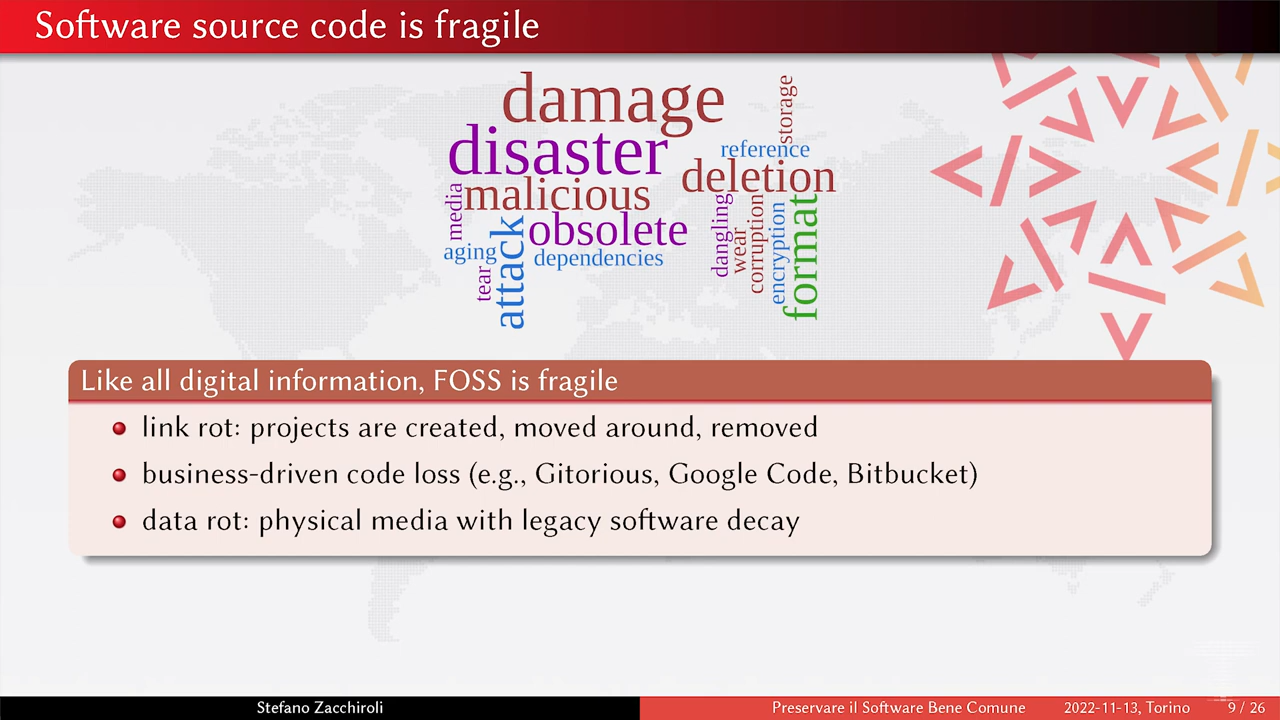 Software source code is fragile
damage
storage
disaster
reference
deletion
malicious
media
obsolete
dangling
wear
corruption
encryption
format
aging
attack
dependencies
tear
Like all digital information, FOSS is fragile
link rot: projects are created, moved around, removed
business-driven code loss (e.g., Gitorious, Google Code, Bitbucket)
data rot: physical media with legacy software decay
Stefano Zacchiroli
Preservare il Software Bene Comune
2022-11-13, Torino
9 / 26